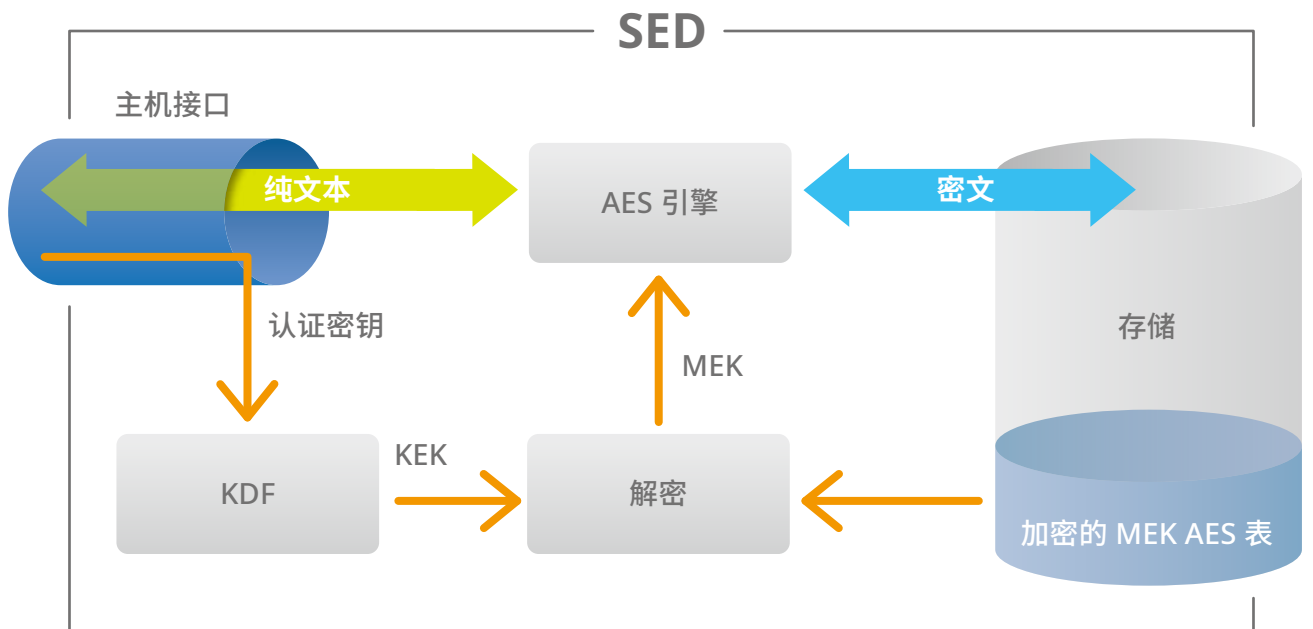 SED
主机接口
纯文本
AES 引擎
密文
认证密钥
存储
MEK
KEK
KDF
解密
加密的 MEK AES 表